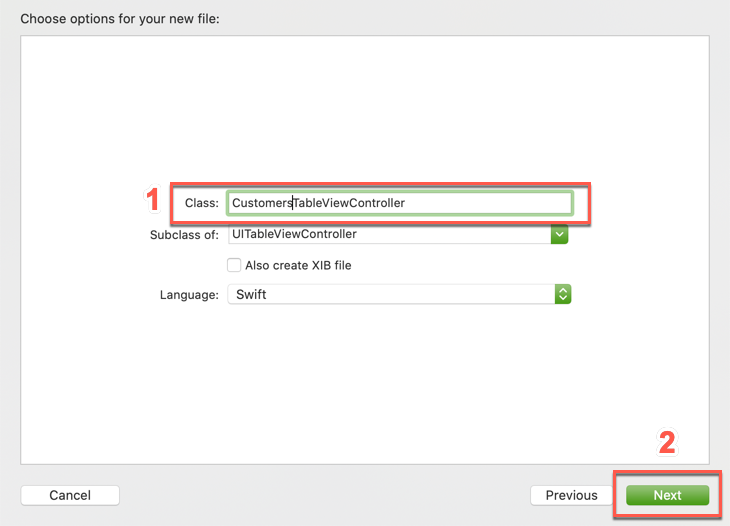 Choose options for your new file:
1
Class: CustomersTableViewController
Subclass of: UITableViewController
Also create XIB file
Language: Swift
2
Cancel Previous Next